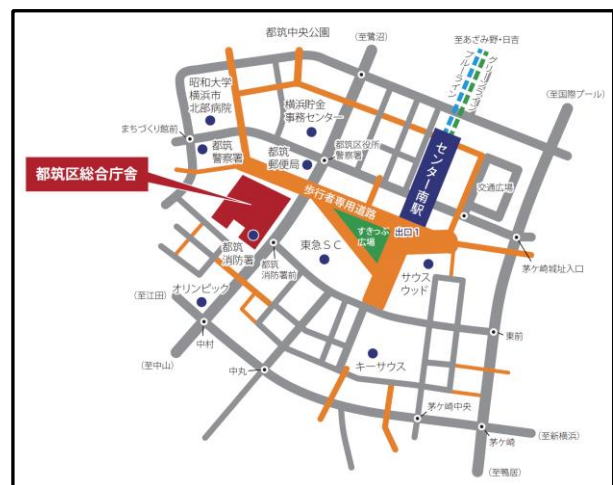 都筑中央公園
(至鷺沼)
至あざみ野・日吉
グリーンライン
ブルーライン
(至国際プール)
昭和大学
横浜市
北部病院
横浜貯金
事務センター
まちづくり館前
都筑
警察署
都筑
郵便局
都筑区役所
警察署
センター南駅
交通広場
都筑区総合庁舎
歩行者専用道路
すきっぷ
広場
出口1
都筑
消防署
都筑
消防署前
東急SC
サウス
ウッド
茅ケ崎城址入口
オリンピック
(至江田)
中村
(至中山)
中丸
キーサウス
東前
茅ケ崎中央
茅ケ崎
(至新横浜)
(至鴨居)